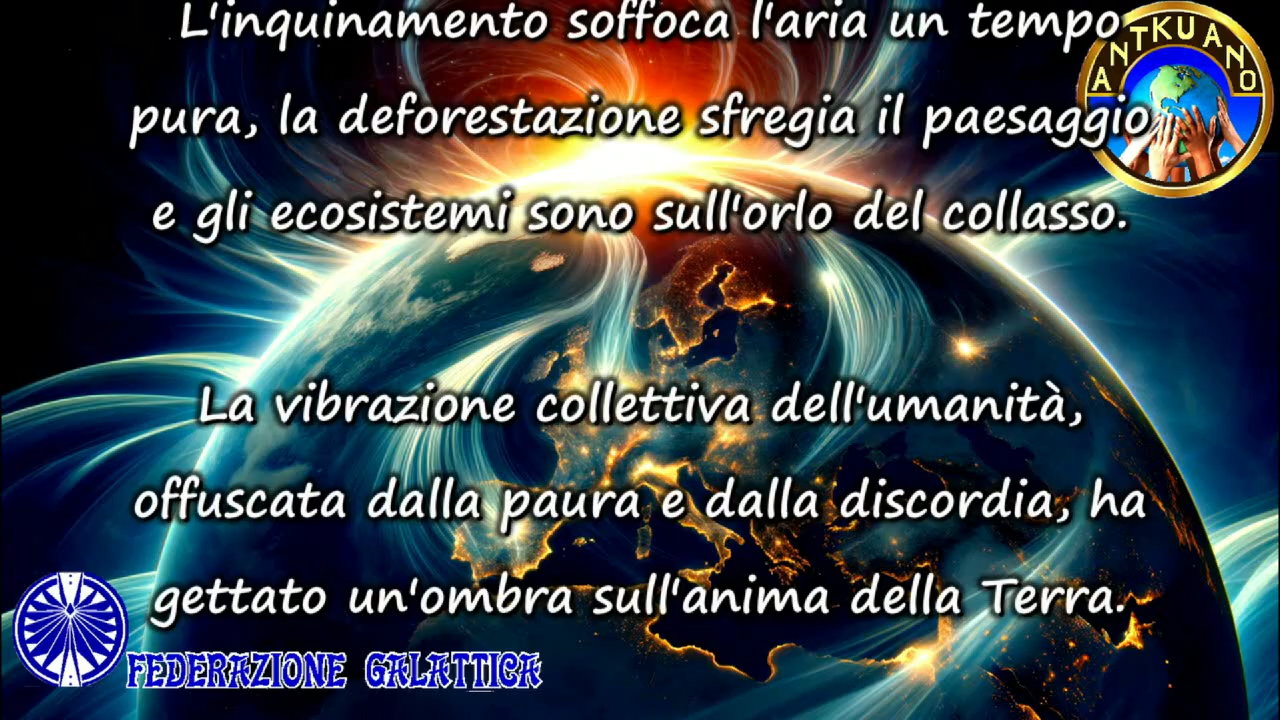 L'inquinamento soffoca l'aria un tempo
pura, la deforestazione sfregia il paesaggio
e gli ecosistemi sono sull'orlo del collasso.
La vibrazione collettiva dell'umanità,
offuscata dalla paura e dalla discordia, ha
gettato un'ombra sull'anima della Terra.
ANTKUANO
FEDERAZIONE GALATTICA